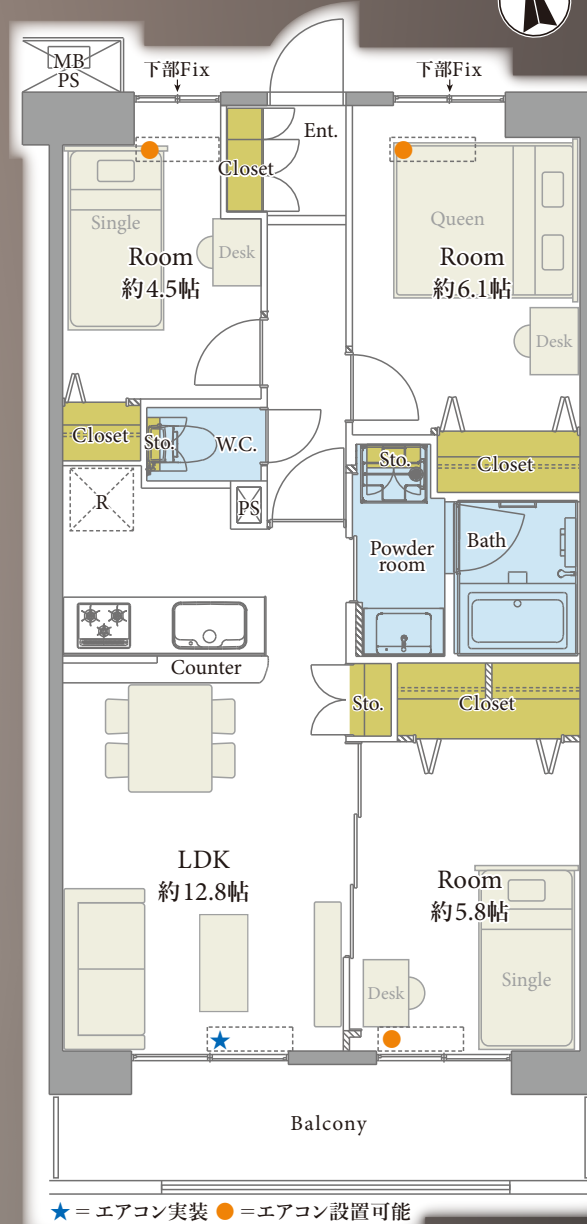 MB
PS
下部Fix
下部Fix
Ent.
Closet
Single
Desk
Room
約4.5帖
Queen
Room
約6.1帖
Desk
Closet
Sto.
W.C.
Sto.
Closet
R
PS
Powder
room
Bath
Counter
Sto.
Closet
LDK
約12.8帖
Room
約5.8帖
Desk
Single
Balcony
★ = エアコン実装 ● =エアコン設置可能